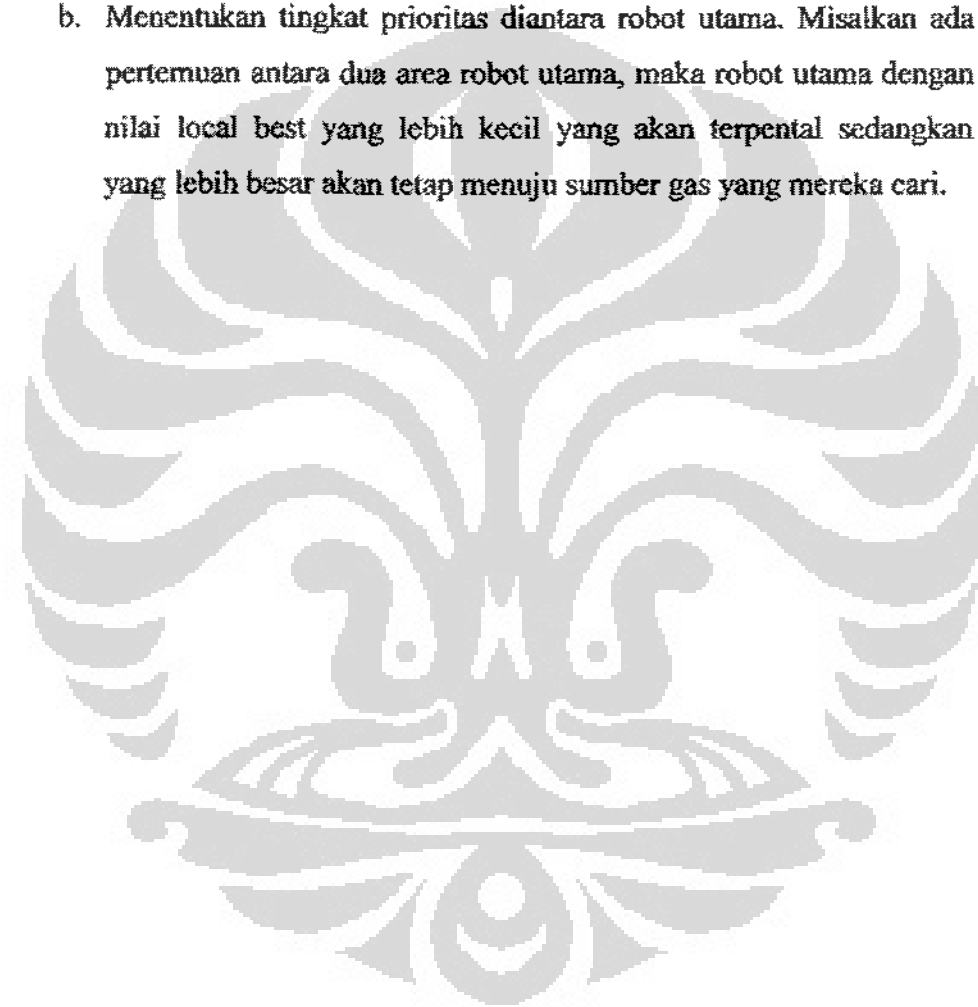 b. Menentukan tingkat prioritas diantara robot utama. Misalkan ada
pertemuan antara dua area robot utama, maka robot utama dengan
nilai local best yang lebih kecil yang akan terpental sedangkan
yang lebih besar akan tetap menuju sumber gas yang mereka cari.